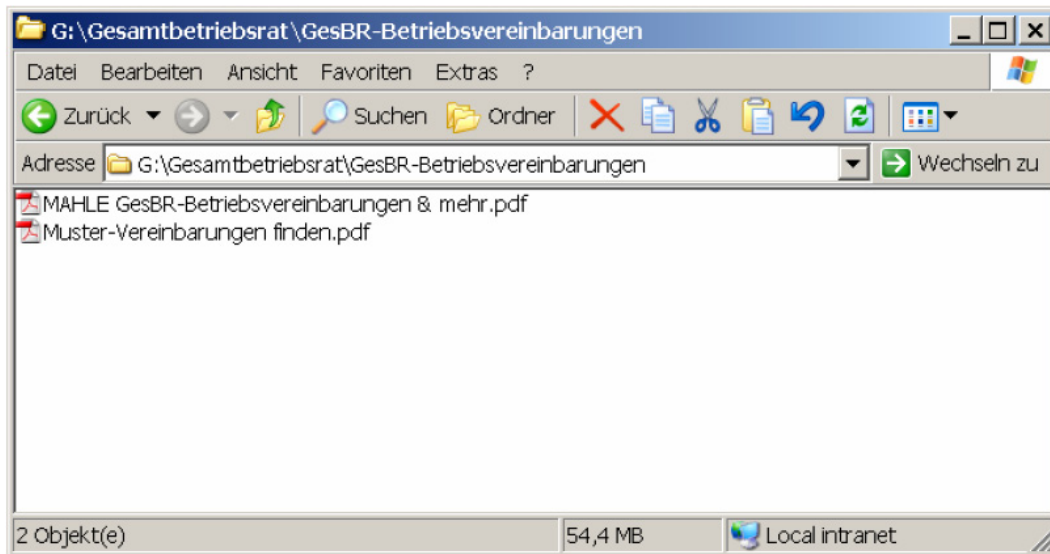 G:\Gesamtbetriebsrat\GesBR-Betriebsvereinbarungen
Datei Bearbeiten Ansicht Favoriten Extras ?
Zurück Suchen Ordner
Adresse G:\Gesamtbetriebsrat\GesBR-Betriebsvereinbarungen Wechseln zu
MAHLE GesBR-Betriebsvereinbarungen & mehr.pdf
Muster-Vereinbarungen finden.pdf
2 Objekt(e) 54,4 MB Local intranet